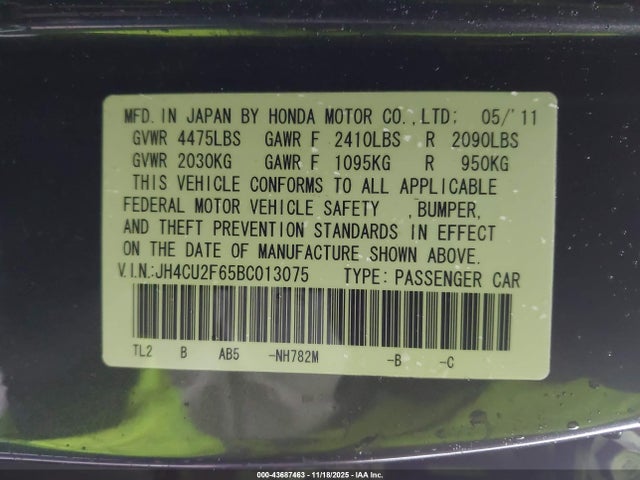 MFD. IN JAPAN BY HONDA MOTOR CO.,LTD; 05/'11
GVWR 4475LBS GAWR F 2410LBS R 2090LBS
GVWR 2030KG GAWR F 1095KG R 950KG
THIS VEHICLE CONFORMS TO ALL APPLICABLE
FEDERAL MOTOR VEHICLE SAFETY ,BUMPER,
AND THEFT PREVENTION STANDARDS IN EFFECT
ON THE DATE OF MANUFACTURE SHOWN ABOVE.
V.I.N.:JH4CU2F65BC013075 TYPE: PASSENGER CAR
TL2 B AB5 -NH782M -B -C
000-43687463 - 11/18/2025 - IAA Inc.